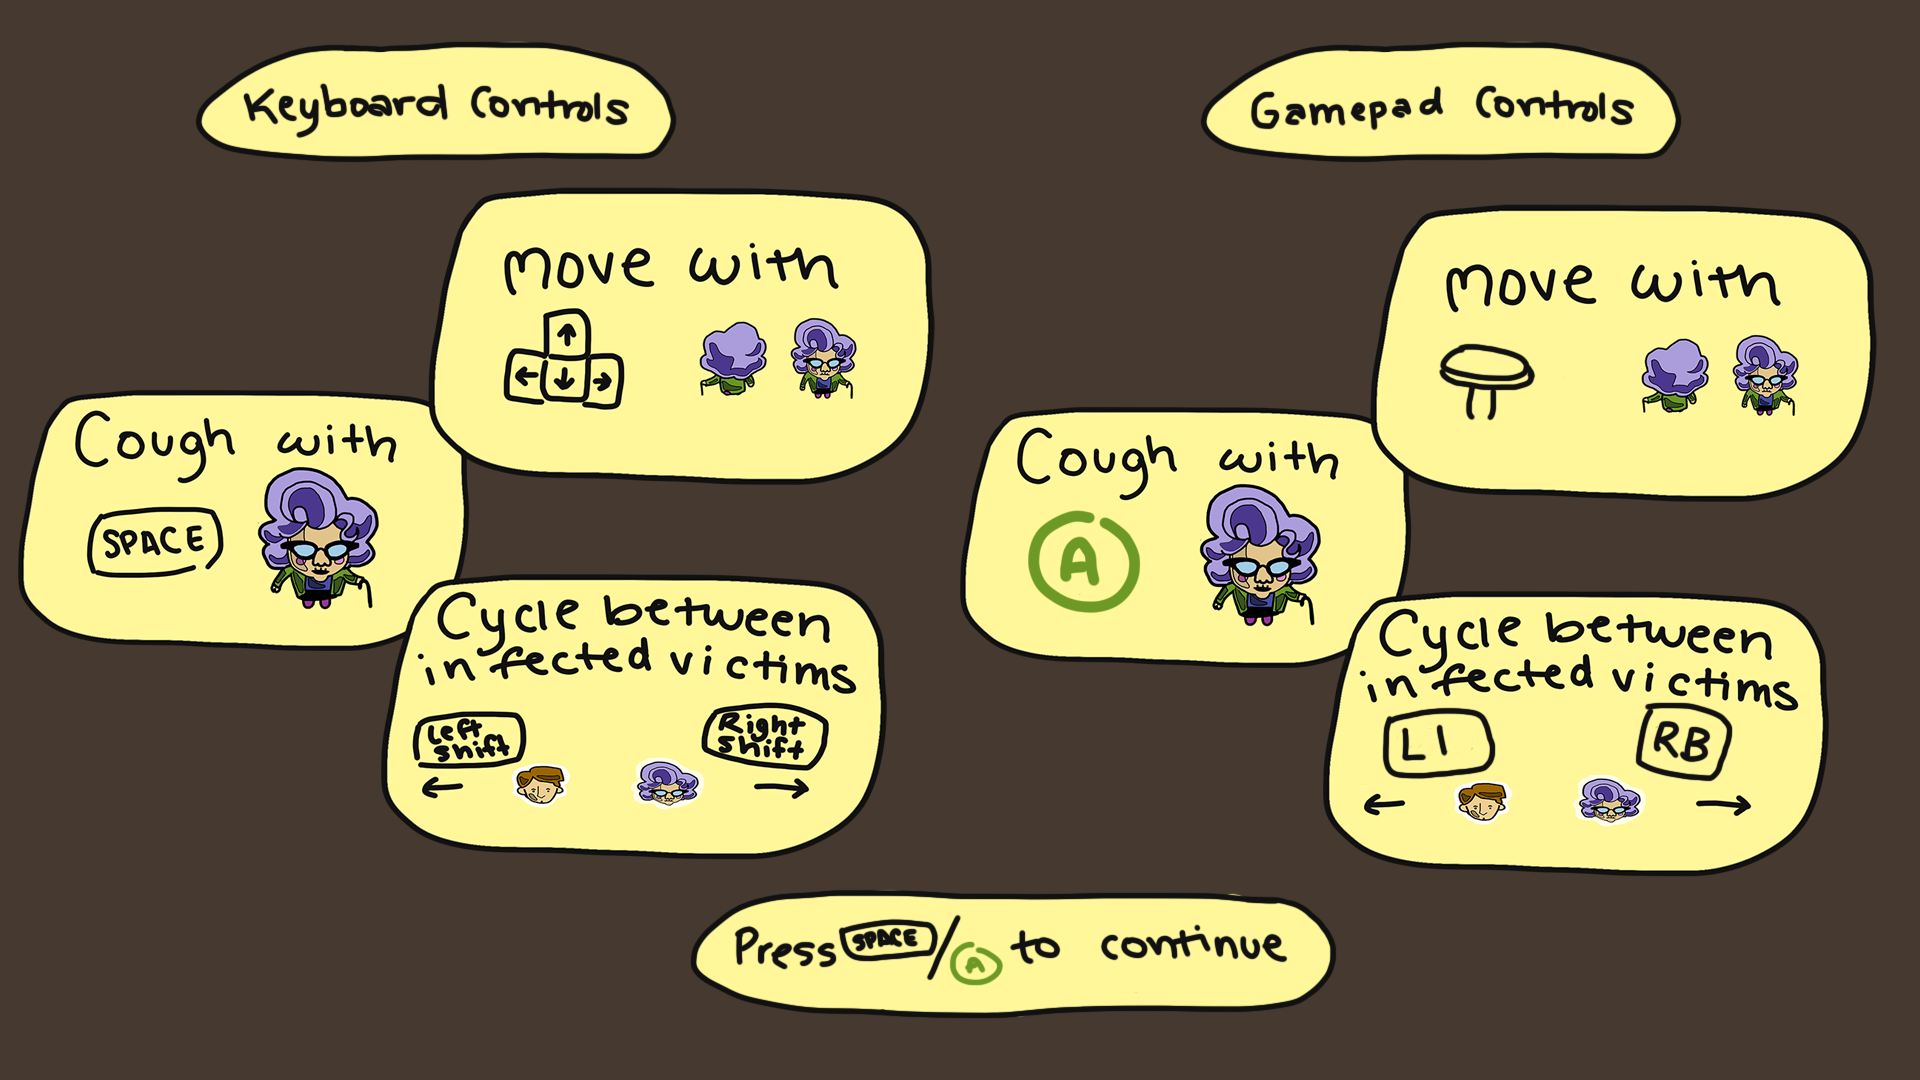 Keyboard Controls
Move with
Cough with
SPACE
Cycle between
infected victims
Left
shift
Right
shift
Gamepad Controls
Move with
Cough with
A
Cycle between
infected victims
L1
RB
Press SPACE / A to continue